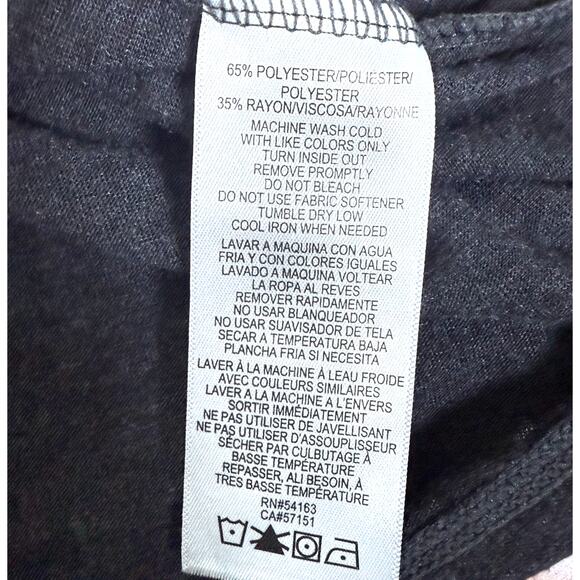 65% POLYESTER/POLIESTER/
POLYESTER
35% RAYON/VISCOSA/RAYONNE
MACHINE WASH COLD
WITH LIKE COLORS ONLY
TURN INSIDE OUT
REMOVE PROMPTLY
DO NOT BLEACH
DO NOT USE FABRIC SOFTENER
TUMBLE DRY LOW
COOL IRON WHEN NEEDED
LAVAR A MAQUINA CON AGUA
FRIA Y CON COLORES IGUALES
LAVADO A MAQUINA VOLTEAR
LA ROPA AL REVES
REMOVER RAPIDAMENTE
NO USAR BLANQUEADOR
NO USAR SUAVISADOR DE TELA
SECAR A TEMPERATURA BAJA
PLANCHA FRIA SI NECESITA
LAVER À LA MACHINE À LEAU FROIDE
AVEC COULEURS SIMILAIRES
LAVER A LA MACHINE A L'ENVERS
SORTIR IMMÉDIATEMENT
NE PAS UTILISER DE JAVELLISANT
NE PAS UTILISER D'ASSOUPLISSEUR
SÉCHER PAR CULBUTAGE À
BASSE TEMPÉRATURE
REPASSER, ALI BESOIN, À
TRES BASSE TEMPÉRATURE
RN#54163
CA#57151